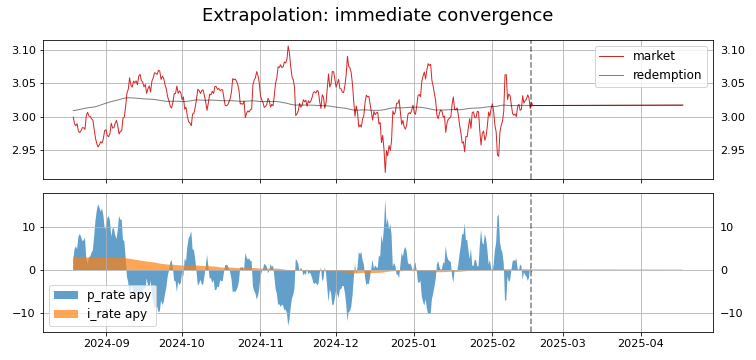 Extrapolation: immediate convergence
3.10 3.10
3.05 3.05
3.00 3.00
2.95 2.95
market
redemption
10 10
0 0
−10 −10
p_rate apy
i_rate apy
2024-09 2024-10 2024-11 2024-12 2025-01 2025-02 2025-03 2025-04